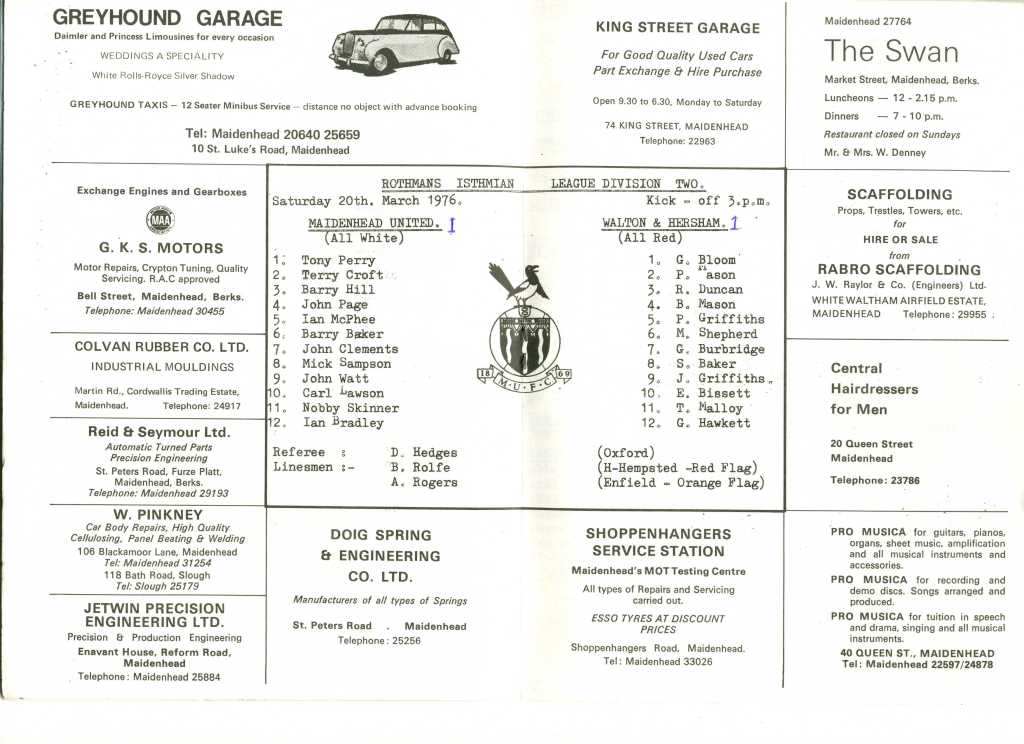 GREYHOUND GARAGE
Daimler and Princess Limousines for every occasion
WEDDINGS A SPECIALITY
White Rolls-Royce Silver Shadow
GREYHOUND TAXIS — 12 Seater Minibus Service — distance no object with advance booking
Tel: Maidenhead 20640 25659
10 St. Luke's Road, Maidenhead
KING STREET GARAGE
For Good Quality Used Cars
Part Exchange & Hire Purchase
Open 9.30 to 6.30, Monday to Saturday
74 KING STREET, MAIDENHEAD
Telephone: 22963
Maidenhead 27764
The Swan
Market Street, Maidenhead, Berks.
Luncheons — 12 - 2.15 p.m.
Dinners — 7 - 10 p.m.
Restaurant closed on Sundays
Mr. & Mrs. W. Denney
Exchange Engines and Gearboxes
MAA
G. K. S. MOTORS
Motor Repairs, Crypton Tuning, Quality
Servicing. R.A.C approved
Bell Street, Maidenhead, Berks.
Telephone: Maidenhead 30455
COLVAN RUBBER CO. LTD.
INDUSTRIAL MOULDINGS
Martin Rd., Cordwallis Trading Estate,
Maidenhead. Telephone: 24917
Reid & Seymour Ltd.
Automatic Turned Parts
Precision Engineering
St. Peters Road, Furze Platt,
Maidenhead, Berks.
Telephone: Maidenhead 29193
W. PINKNEY
Car Body Repairs, High Quality
Cellulosing, Panel Beating & Welding
106 Blackamoor Lane, Maidenhead
Tel: Maidenhead 31254
118 Bath Road, Slough
Tel: Slough 25179
JETWIN PRECISION
ENGINEERING LTD.
Precision & Production Engineering
Enavant House, Reform Road,
Maidenhead
Telephone: Maidenhead 25884
ROTHMANS ISTHMIAN LEAGUE DIVISION TWO.
Saturday 20th. March 1976. Kick - off 3.p.m.
MAIDENHEAD UNITED. 1
(All White)
1. Tony Perry
2. Terry Croft
3. Barry Hill
4. John Page
5. Ian McPhee
6. Barry Baker
7. John Clements
8. Mick Sampson
9. John Watt
10. Carl Lawson
11. Nobby Skinner
12. Ian Bradley
18 M.U.F.C 69
WALTON & HERSHAM. 1
(All Red)
1. G. Bloom
2. P. Mason
3. R. Duncan
4. B. Mason
5. P. Griffiths
6. M. Shepherd
7. G. Burbridge
8. S. Baker
9. J. Griffiths.
10. E. Bissett
11. T. Malloy
12. G. Hawkett
Referee : D. Hedges (Oxford)
Linesmen :- B. Rolfe (H-Hempsted -Red Flag)
A. Rogers (Enfield - Orange Flag)
DOIG SPRING
& ENGINEERING
CO. LTD.
Manufacturers of all types of Springs
St. Peters Road . Maidenhead
Telephone: 25256
SHOPPENHANGERS
SERVICE STATION
Maidenhead's MOT Testing Centre
All types of Repairs and Servicing
carried out.
ESSO TYRES AT DISCOUNT
PRICES
Shoppenhangers Road, Maidenhead.
Tel: Maidenhead 33026
SCAFFOLDING
Props, Trestles, Towers, etc.
for
HIRE OR SALE
from
RABRO SCAFFOLDING
J. W. Raylor & Co. (Engineers) Ltd.
WHITE WALTHAM AIRFIELD ESTATE,
MAIDENHEAD Telephone: 29955
Central
Hairdressers
for Men
20 Queen Street
Maidenhead
Telephone: 23786
PRO MUSICA for guitars, pianos,
organs, sheet music, amplification
and all musical instruments and
accessories.
PRO MUSICA for recording and
demo discs. Songs arranged and
produced.
PRO MUSICA for tuition in speech
and drama, singing and all musical
instruments.
40 QUEEN ST., MAIDENHEAD
Tel: Maidenhead 22597/24878